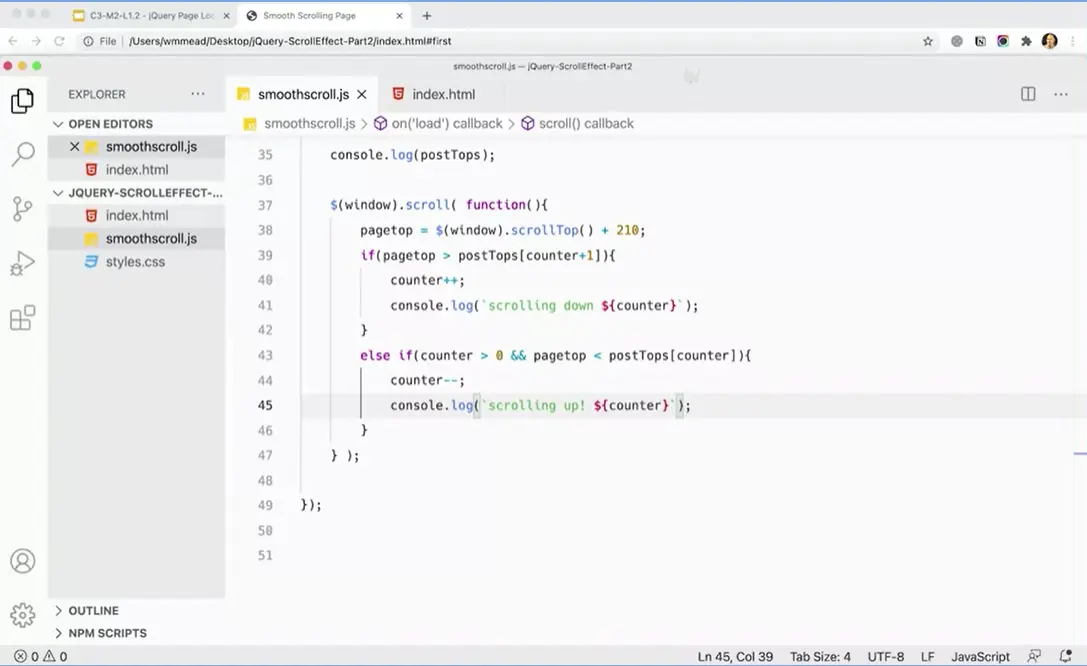 C3-M2-L1.2 - jQuery Page Loc
Smooth Scrolling Page
File | /Users/wmmead/Desktop/jQuery-ScrollEffect-Part2/index.html#first
smoothscroll.js — jQuery-ScrollEffect-Part2
EXPLORER
smoothscroll.js
index.html
OPEN EDITORS
smoothscroll.js > on('load') callback > scroll() callback
smoothscroll.js
index.html
JQUERY-SCROLLEFFECT-...
index.html
smoothscroll.js
styles.css
35 console.log(postTops);
36
37 $(window).scroll( function(){
38 pagetop = $(window).scrollTop() + 210;
39 if(pagetop > postTops[counter+1]){
40 counter++;
41 console.log(`scrolling down ${counter}`);
42 }
43 else if(counter > 0 && pagetop < postTops[counter]){
44 counter--;
45 console.log(`scrolling up! ${counter}`);
46 }
47 } );
48
49 });
50
51
OUTLINE
NPM SCRIPTS
0 0
Ln 45, Col 39 Tab Size: 4 UTF-8 LF JavaScript